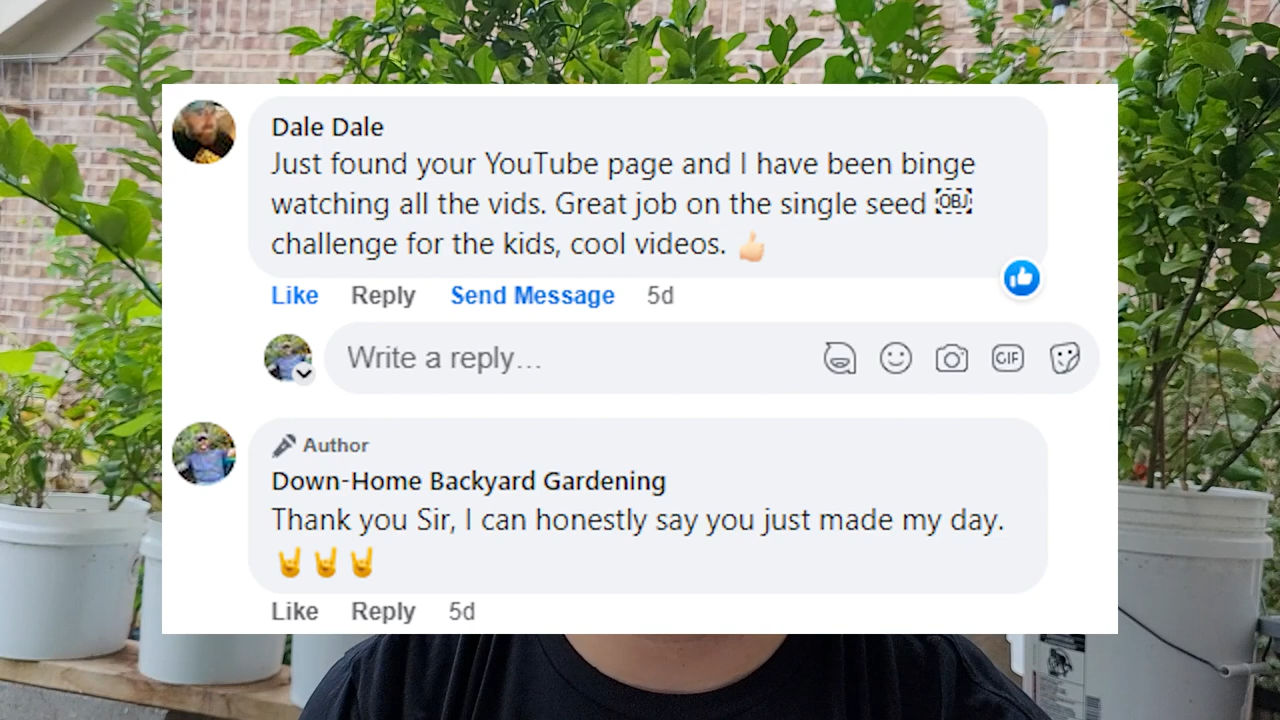 Dale Dale
Just found your YouTube page and I have been binge
watching all the vids. Great job on the single seed OBJ
challenge for the kids, cool videos. 👍🏻
Like Reply Send Message 5d
Write a reply...
GIF
Author
Down-Home Backyard Gardening
Thank you Sir, I can honestly say you just made my day.
🤘🤘🤘
Like Reply 5d